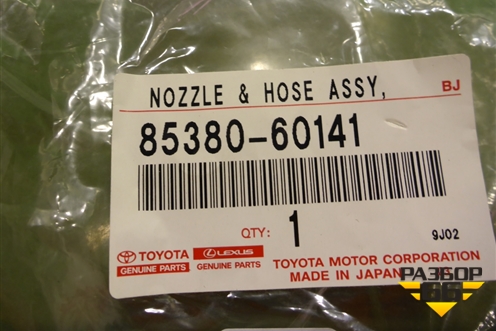 NOZZLE & HOSE ASSY,
BJ
85380-60141
QTY: 1
9J02
TOYOTA
GENUINE PARTS
LEXUS
GENUINE PARTS
TOYOTA MOTOR CORPORATION
MADE IN JAPAN
РАЗБОР
66